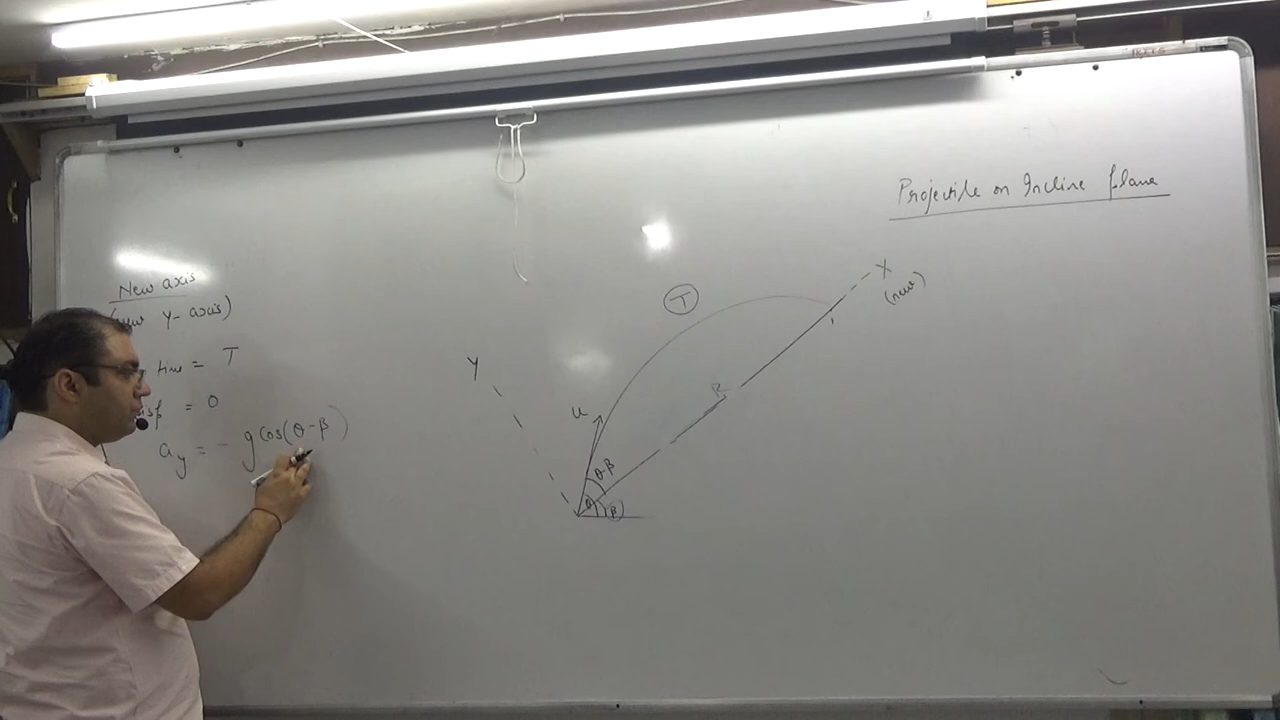 Projectile on Incline plane
New axis
(new Y-axis)
time = T
disp = 0
a_y = - g cos(θ-β)
Y
T
X
(new)
u
R
θ-β
θ
β